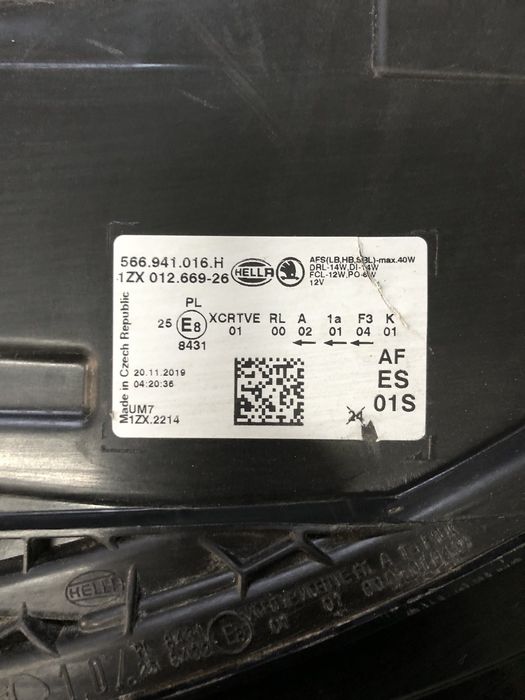 566.941.016.H
1ZX 012.669-26
HELLA
AFS(LB,HB,SBL)-max.40W
DRL-14W,DI-14W
FCL-12W,PO-6W
12V
PL
25 E8 XCRTVE RL A 1a F3 K
01 00 02 01 04 01
8431
← ← ←
Made in Czech Republic
20.11.2019
04:20:36
UM7
1ZX.2214
AF
ES
01S
24
HELLA